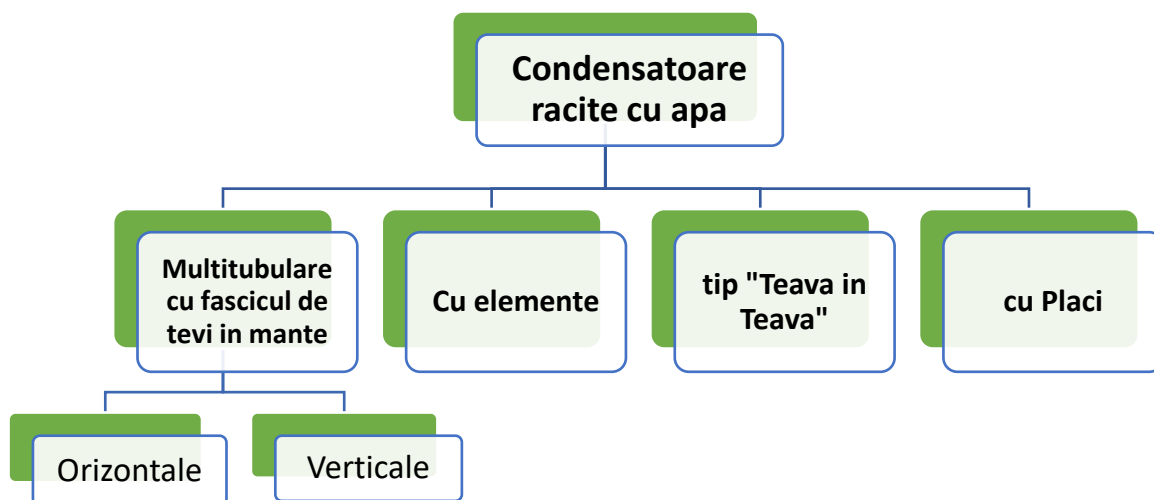 Condensatoare
racite cu apa
Multitubulare
cu fascicul de
tevi in mante
Cu elemente
tip "Teava in
Teava"
cu Placi
Orizontale
Verticale